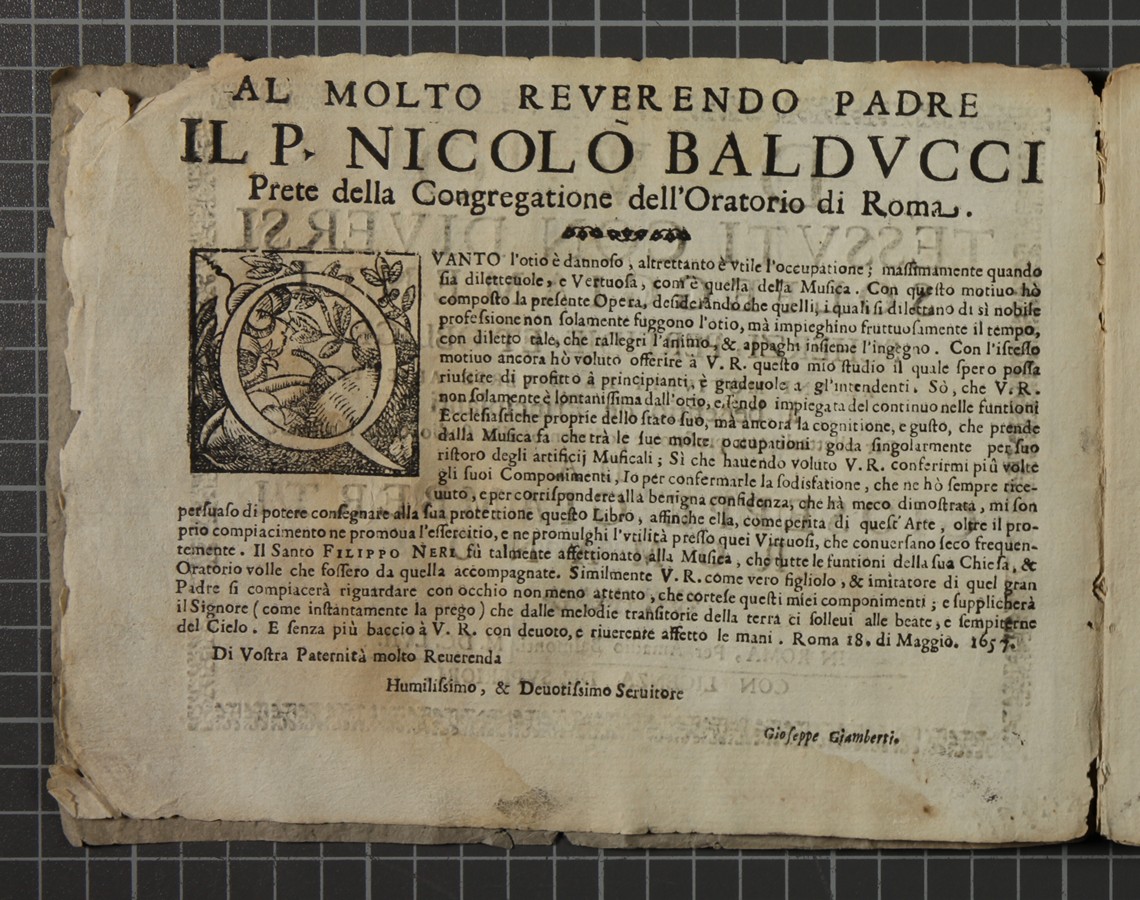 AL MOLTO REVERENDO PADRE
IL P. NICOLÒ BALDVCCI
Prete della Congregatione dell'Oratorio di Roma.
QVANTO l'otio è dannoſo, altrettanto è vtile l'occupatione; maſſimamente quando
ſia diletteuole, e Vertuoſa, com'è quella della Muſica. Con queſto motiuo hò
compoſto la preſente Opera, deſiderando che quelli, i quali ſi dilettano di sì nobile
profeſſione non ſolamente fuggono l'otio, mà impieghino fruttuoſamente il tempo,
con diletto tale, che rallegri l'animo, & appaghi inſieme l'ingegno. Con l'iſteſſo
motiuo ancora hò voluto offerire à V. R. queſto mio ſtudio il quale ſpero poſſa
riuſcire di profitto à principianti, e gradeuole a gl'intendenti. Sò, che V. R.
non ſolamente è lontaniſſima dall'otio, eſſendo impiegata del continuo nelle funtioni
Eccleſiaſtiche proprie dello ſtato ſuo, mà ancora la cognitione, e guſto, che prende
dalla Muſica fa che trà le ſue molte occupationi goda ſingolarmente per ſuo
riſtoro degli artificij Muſicali; Sì che hauendo voluto V. R. conferirmi più volte
gli ſuoi Componimenti, Io per confermarle la ſodisfatione, che ne hò ſempre rice-
uuto, e per corriſpondere alla benigna confidenza, che hà meco dimoſtrata, mi ſon
perſuaſo di potere conſegnare alla ſua protettione queſto Libro, affinche ella, come perita di queſt'Arte, oltre il pro-
prio compiacimento ne promoua l'eſſercitio, e ne promulghi l'vtilità preſſo quei Virtuoſi, che conuerſano ſeco frequen-
temente. Il Santo FILIPPO NERI fù talmente affettionato alla Muſica, che tutte le funtioni della ſua Chieſa, &
Oratorio volle che foſſero da quella accompagnate. Similmente V. R. come vero figliolo, & imitatore di quel gran
Padre ſi compiacerà riguardare con occhio non meno attento, che corteſe queſti miei componimenti; e ſupplicherà
il Signore (come inſtantamente la prego) che dalle melodie tranſitorie della terra ci ſolleui alle beate, e ſempiterne
del Cielo. E ſenza più baccio à V. R. con deuoto, e riuerente affetto le mani. Roma 18. di Maggio. 1657.
Di Voſtra Paternità molto Reuerenda
Humiliſſimo, & Deuotiſſimo Seruitore
Gioſeppe Giamberti.